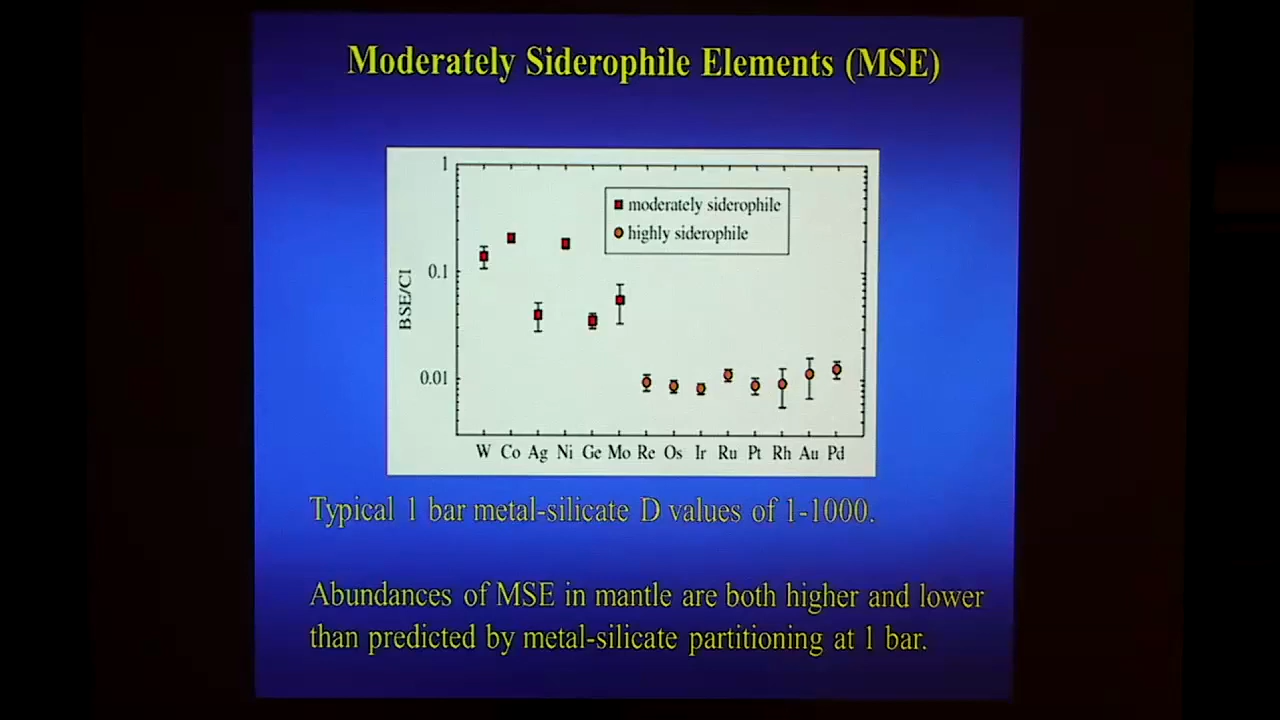 Moderately Siderophile Elements (MSE)
1
moderately siderophile
highly siderophile
0.1
BSE/CI
0.01
W Co Ag Ni Ge Mo Re Os Ir Ru Pt Rh Au Pd
Typical 1 bar metal-silicate D values of 1-1000.
Abundances of MSE in mantle are both higher and lower
than predicted by metal-silicate partitioning at 1 bar.